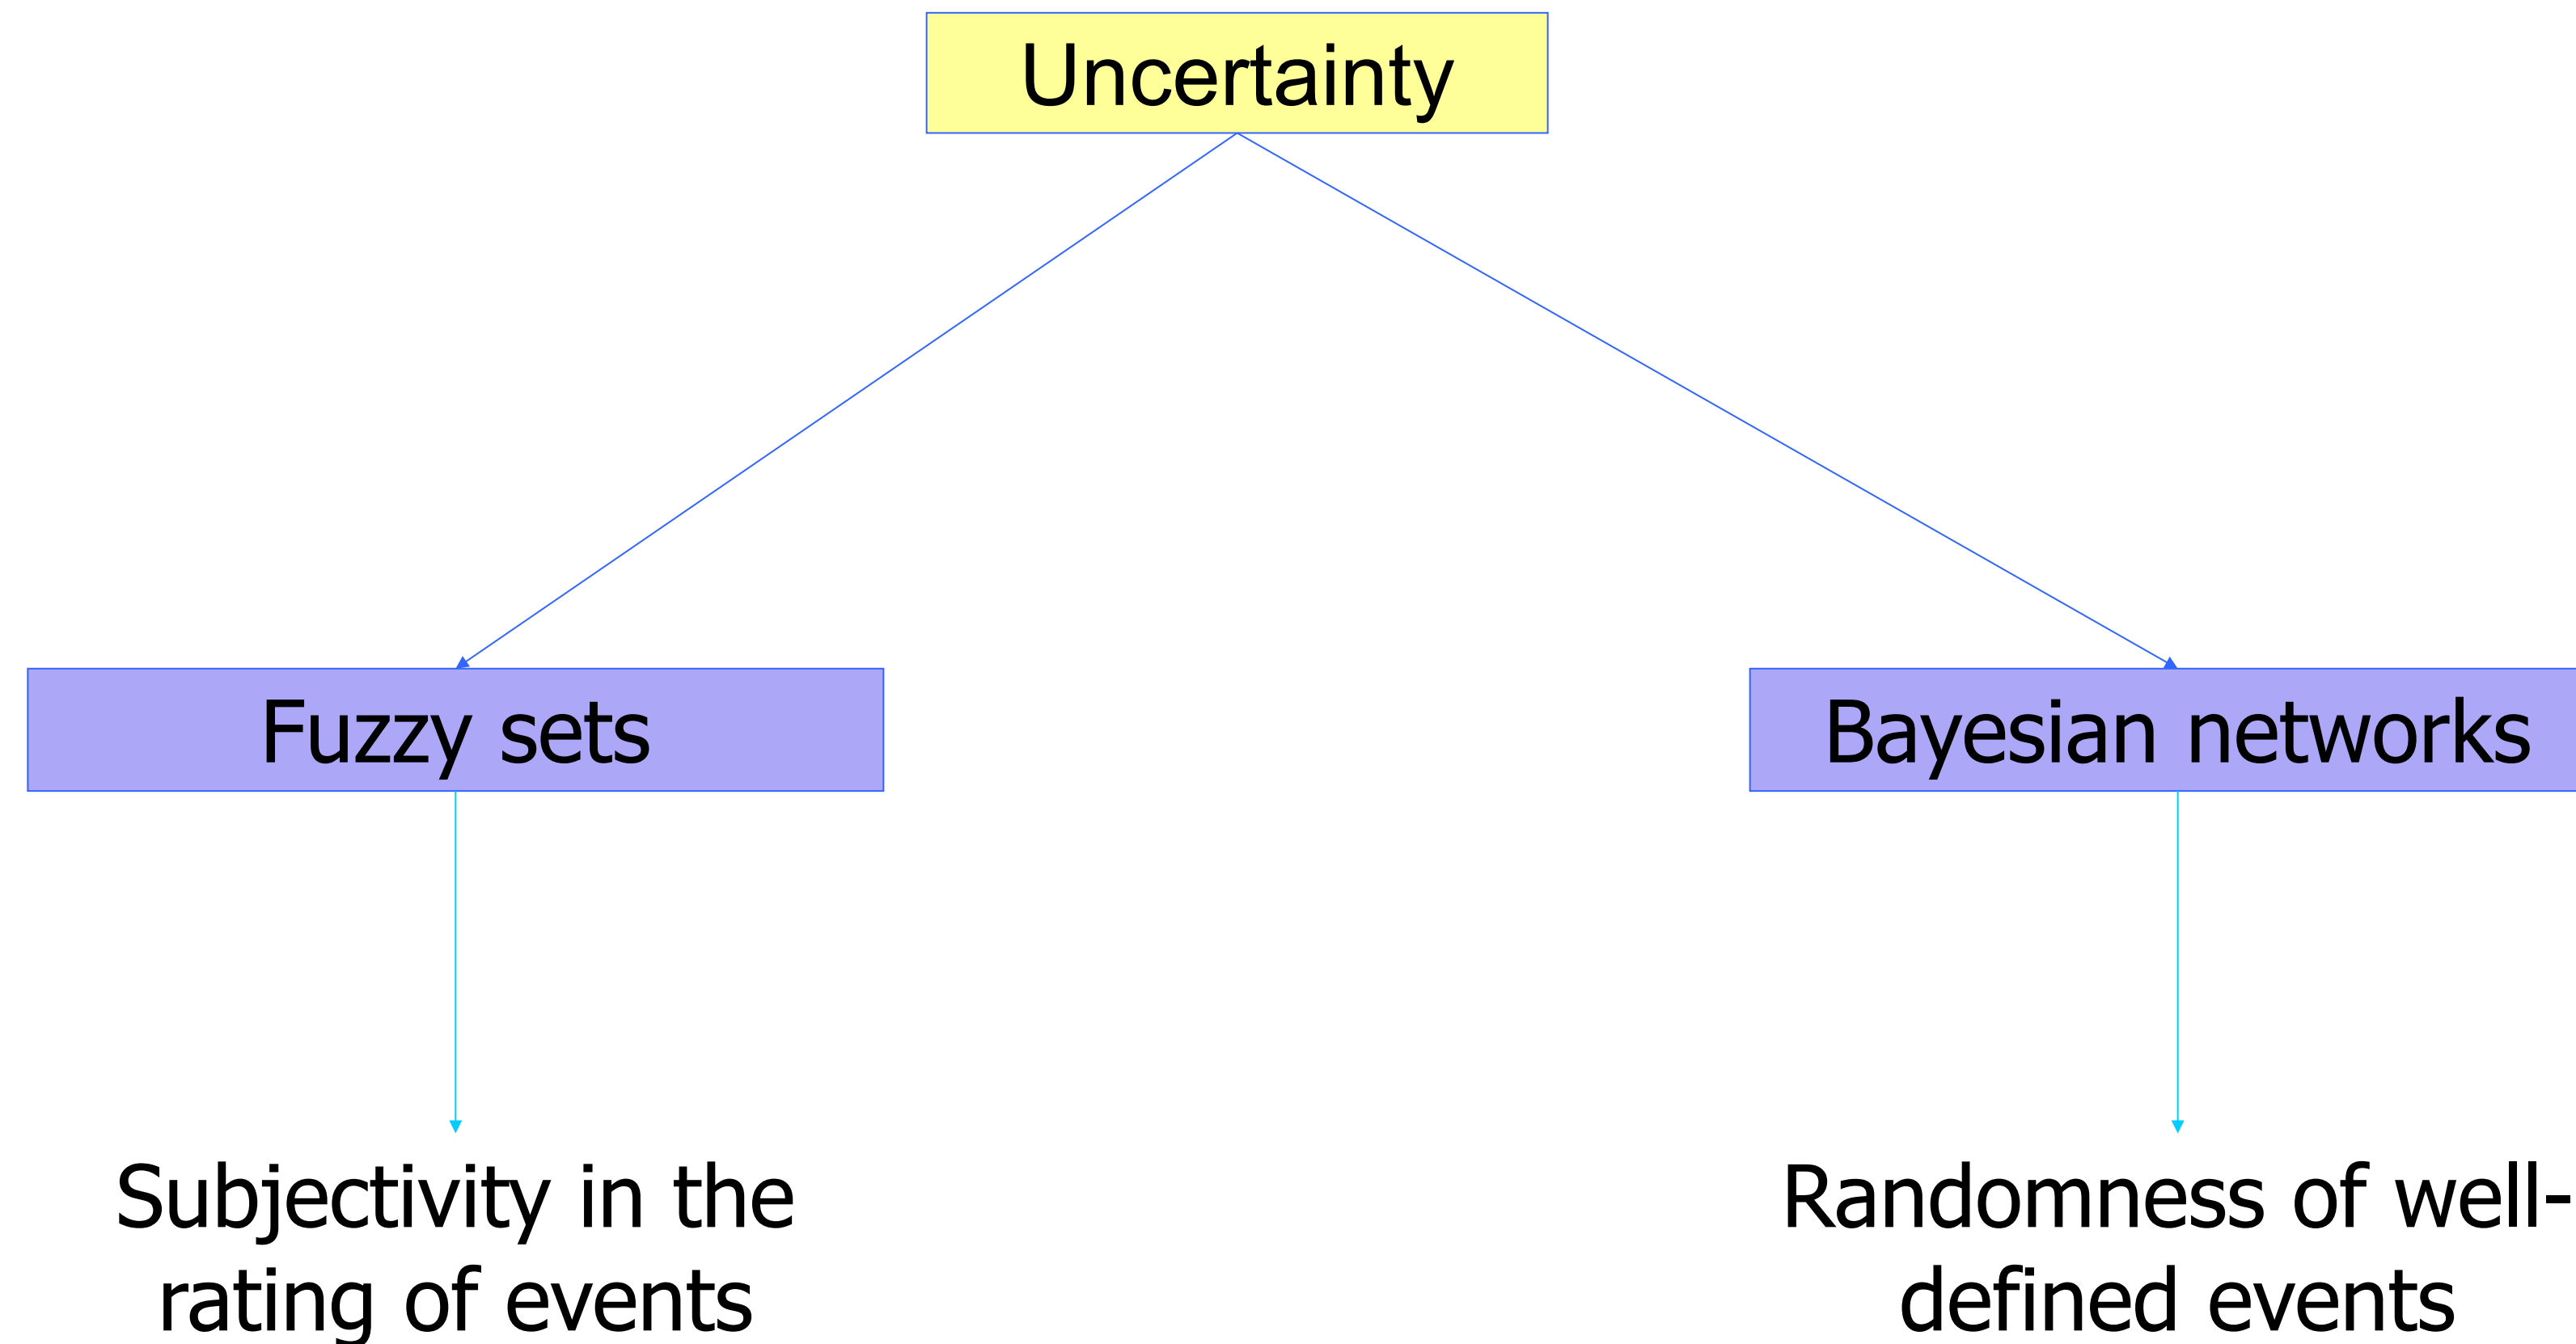 Uncertainty
Fuzzy sets
Bayesian networks
Subjectivity in the
rating of events
Randomness of well-
defined events